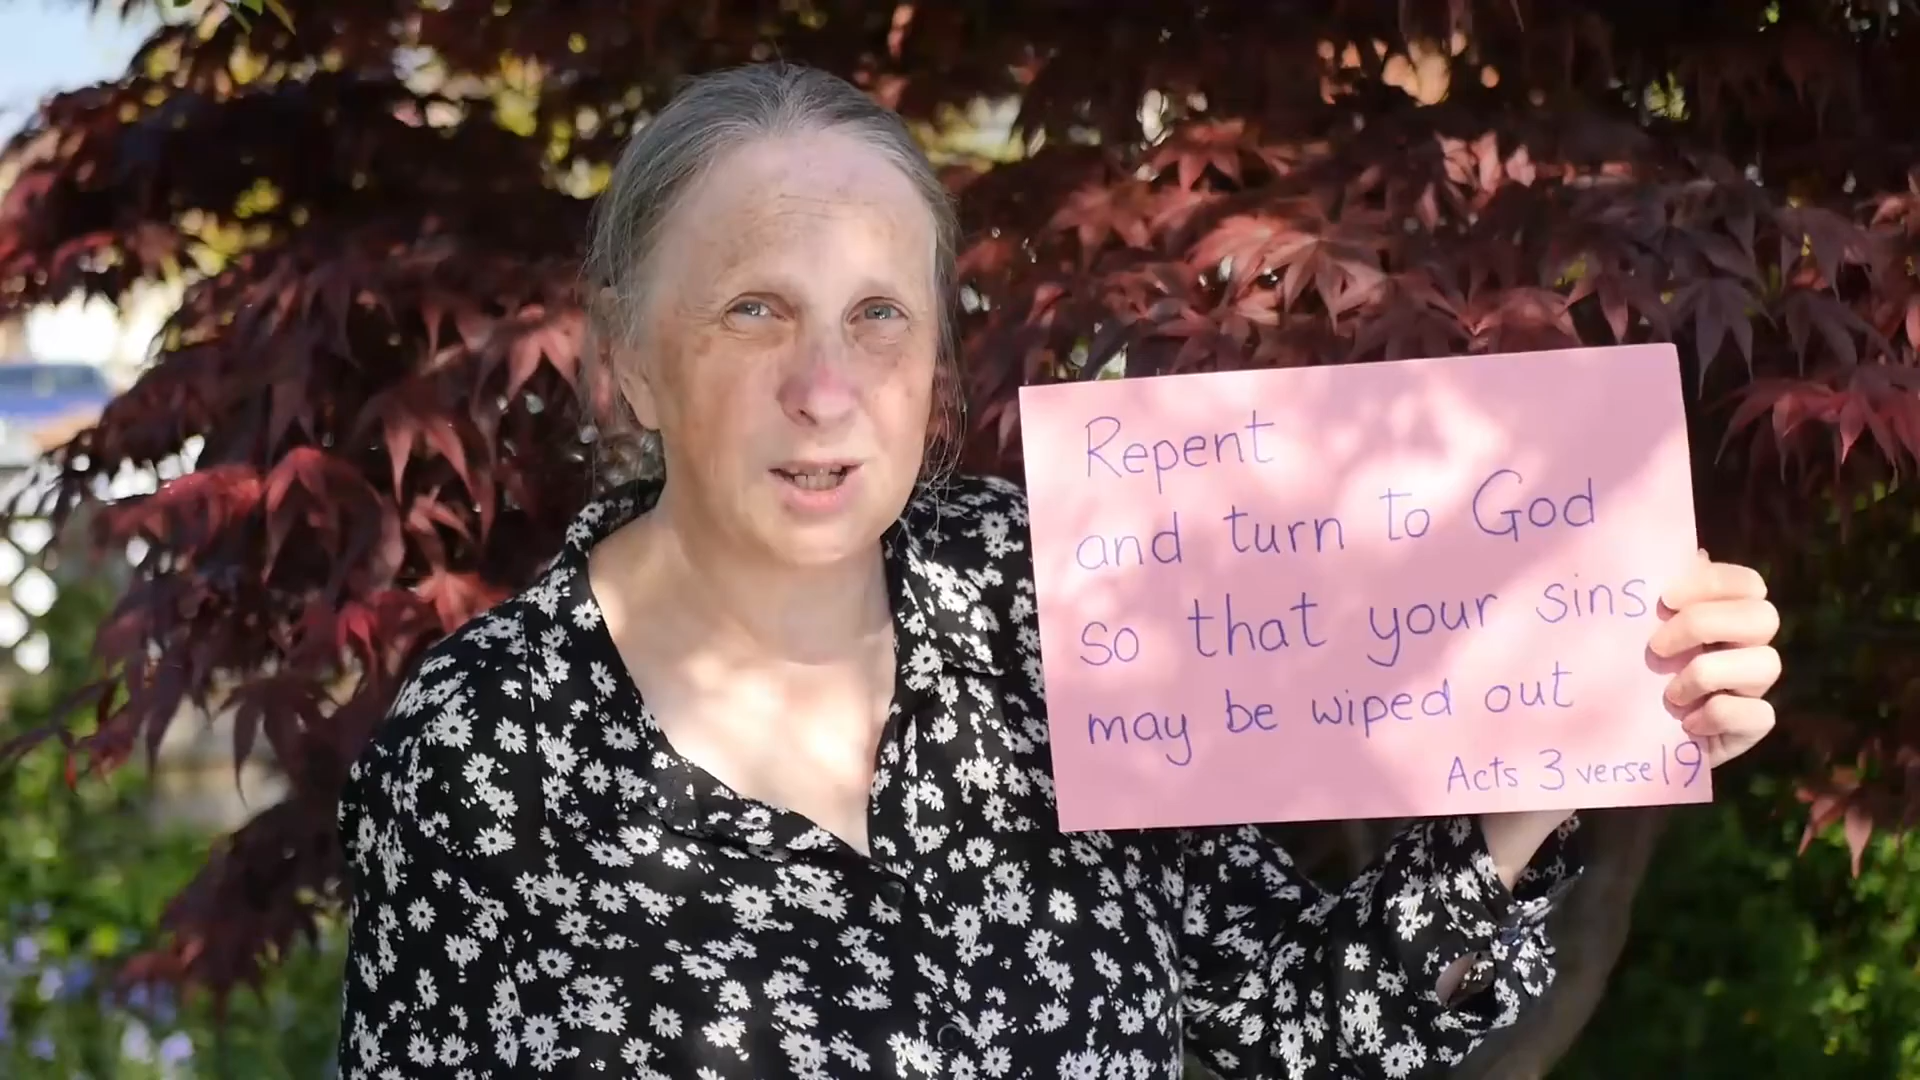 Repent
and turn to God
so that your sins
may be wiped out
Acts 3 verse 19